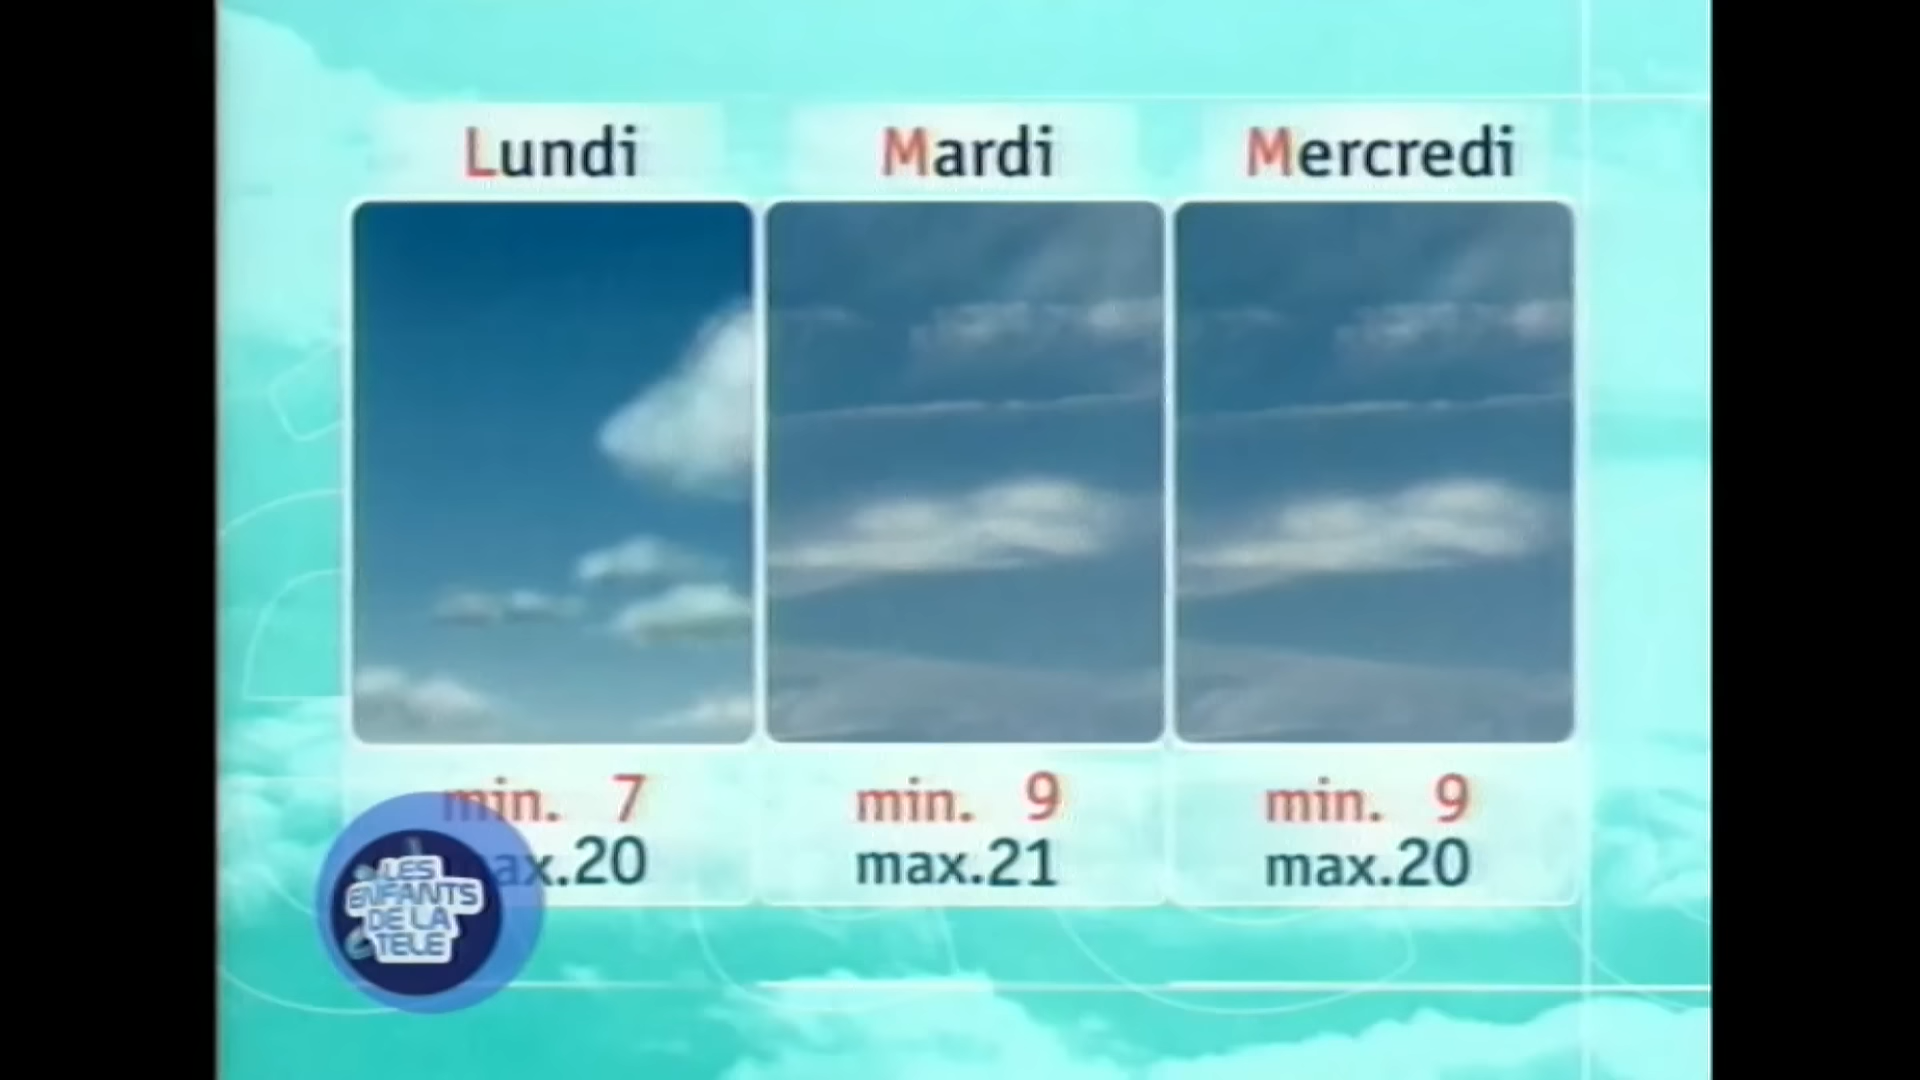 Lundi
Mardi
Mercredi
min. 7
max.20
min. 9
max.21
min. 9
max.20
LES
ENFANTS
DE LA
TELE